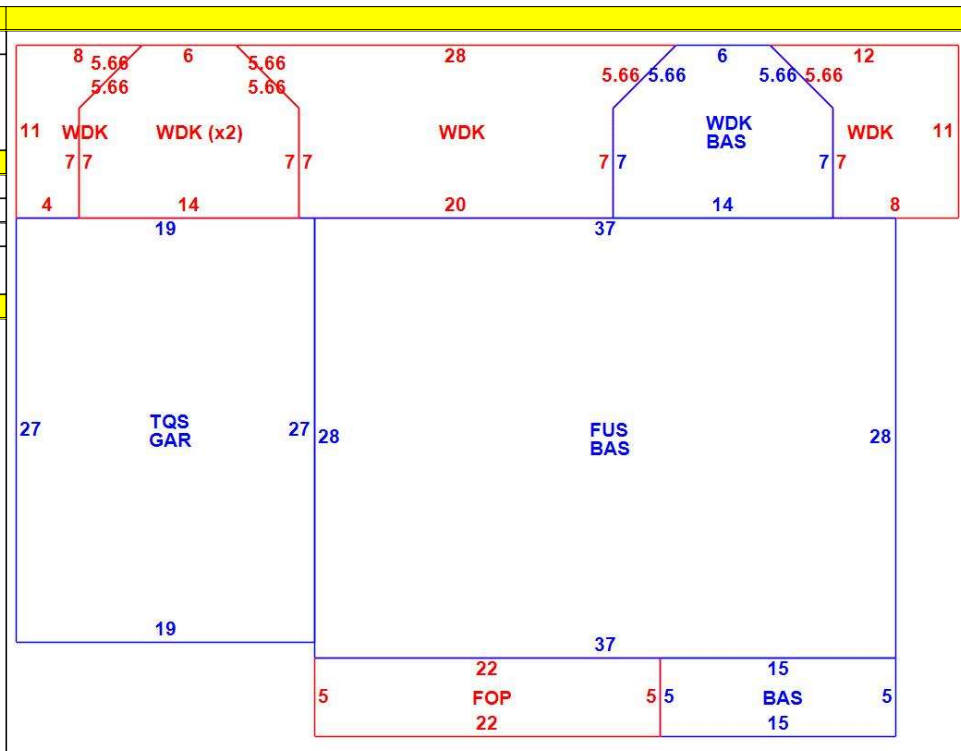 8 5.66 6 5.66 28 5.66 5.66 6 5.66 5.66 12
5.66 5.66
11 WDK WDK (x2) WDK WDK WDK 11
BAS
7 7 7 7 7 7 7 7
4 14 20 14 8
19 37
27 TQS 27 28 FUS 28
GAR BAS
19 37
22 15
5 FOP 5 5 BAS 5
22 15